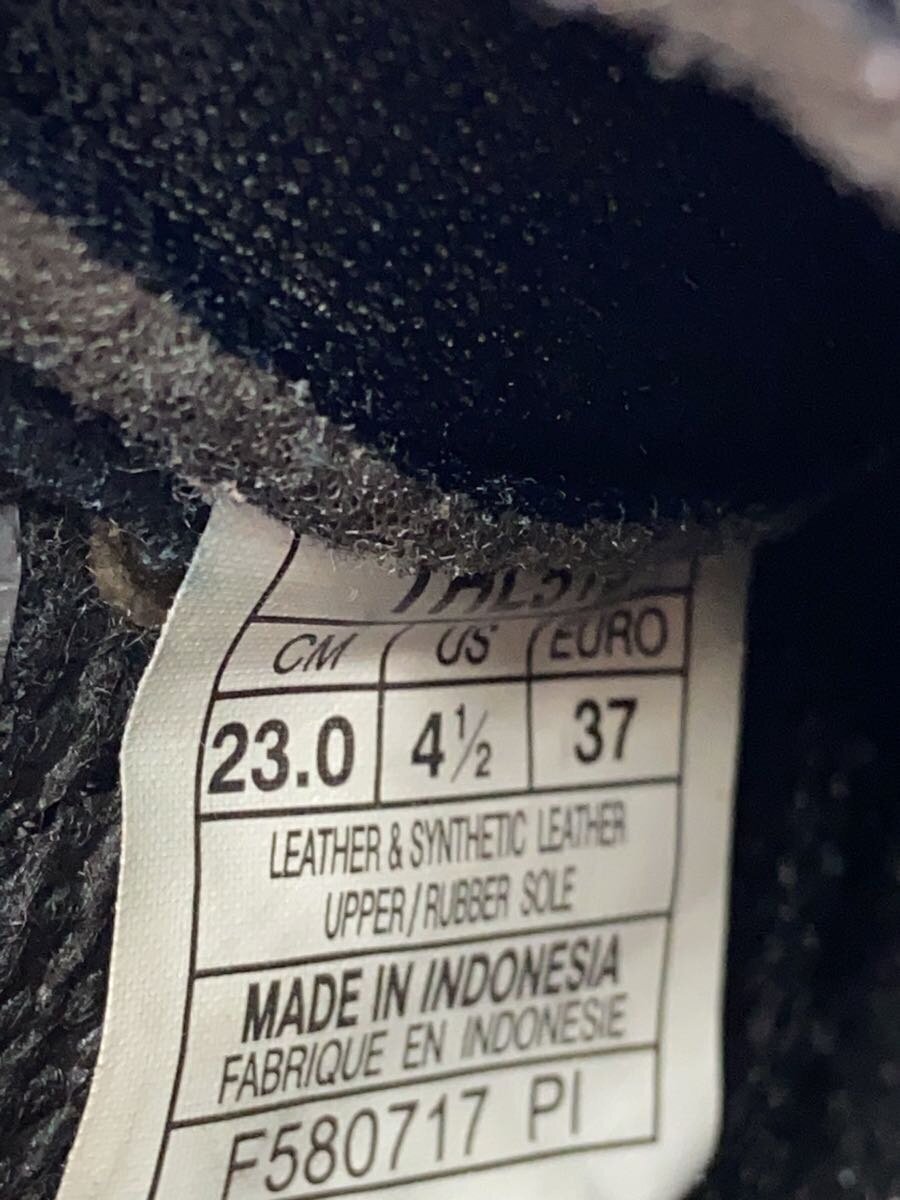 CM US EURO
23.0 4½ 37
LEATHER & SYNTHETIC LEATHER
UPPER/RUBBER SOLE
MADE IN INDONESIA
FABRIQUE EN INDONESIE
F580717 PI